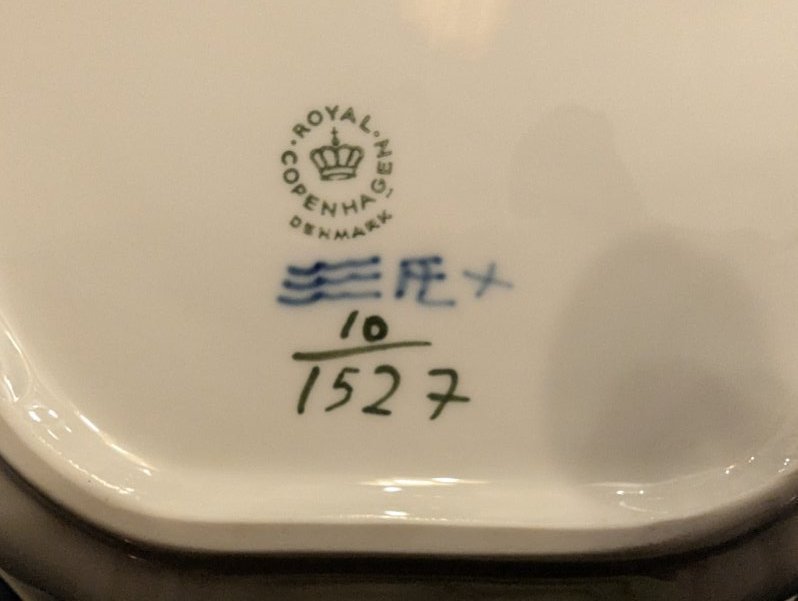 ROYAL
COPENHAGEN
DENMARK
10
1527